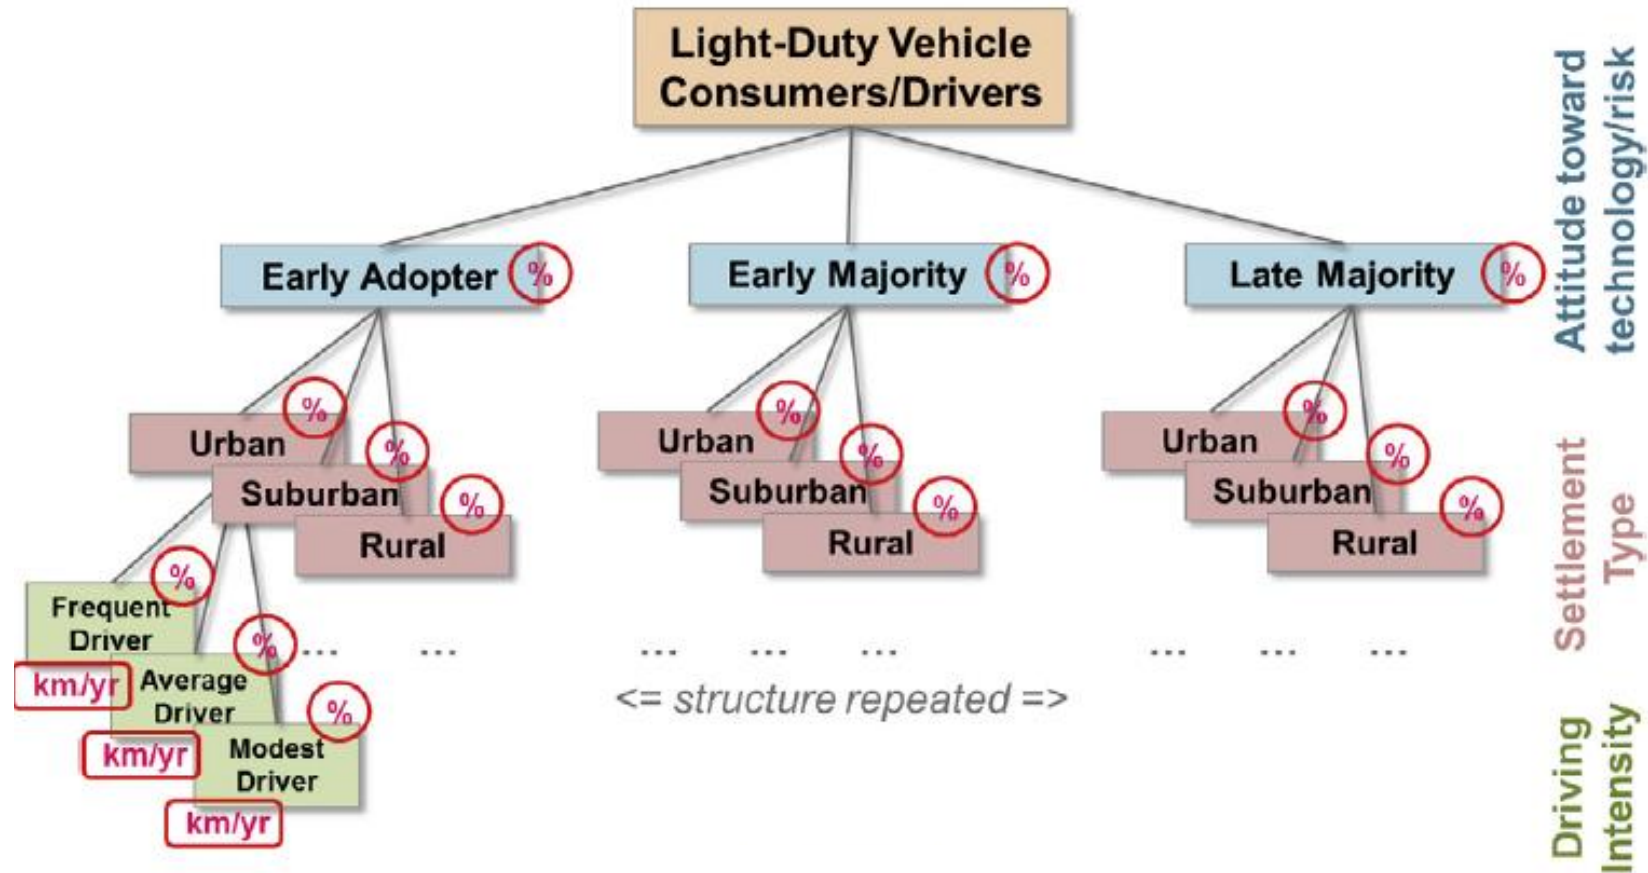 Light-Duty Vehicle
Consumers/Drivers
Attitude toward
technology/risk
Early Adopter %
Early Majority %
Late Majority %
%
Urban
%
Suburban
%
Rural
%
Urban
%
Suburban
%
Rural
%
Urban
%
Suburban
%
Rural
Settlement
Type
%
Frequent
Driver
km/yr
%
Average
Driver
km/yr
%
Modest
Driver
km/yr
... ...
... ... ...
... ... ...
<= structure repeated =>
Driving
Intensity